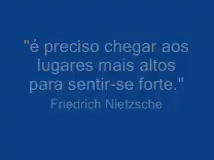 "é preciso chegar aos
lugares mais altos
para sentir-se forte."
Friedrich Nietzsche